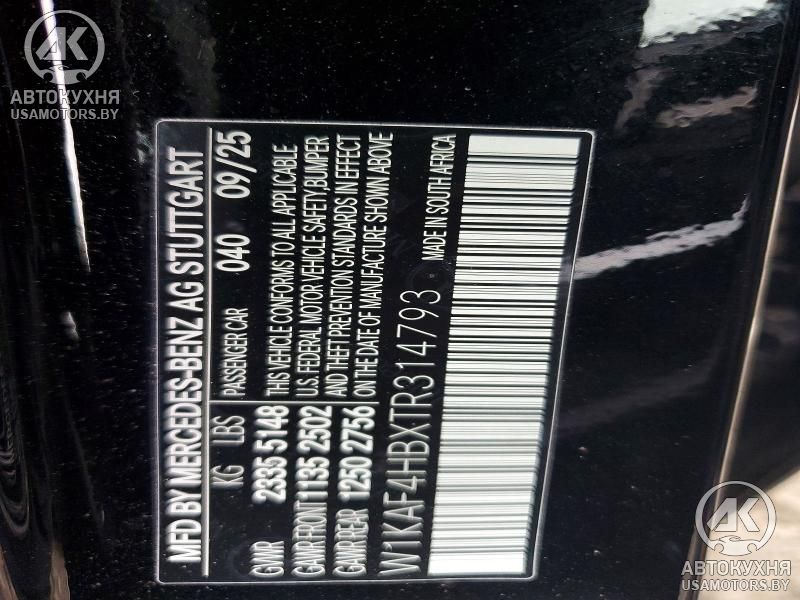 AK
АВТОКУХНЯ
USAMOTORS.BY
MFD BY MERCEDES-BENZ AG STUTTGART
KG LBS PASSENGER CAR 040 09/25
GVWR 2335 5148
GAWR FRONT 1135 2502
GAWR REAR 1250 2756
THIS VEHICLE CONFORMS TO ALL APPLICABLE
U.S. FEDERAL MOTOR VEHICLE SAFETY,BUMPER
AND THEFT PREVENTION STANDARDS IN EFFECT
ON THE DATE OF MANUFACTURE SHOWN ABOVE
W1KAF4HBXTR314793 MADE IN SOUTH AFRICA
AK
АВТОКУХНЯ
USAMOTORS.BY